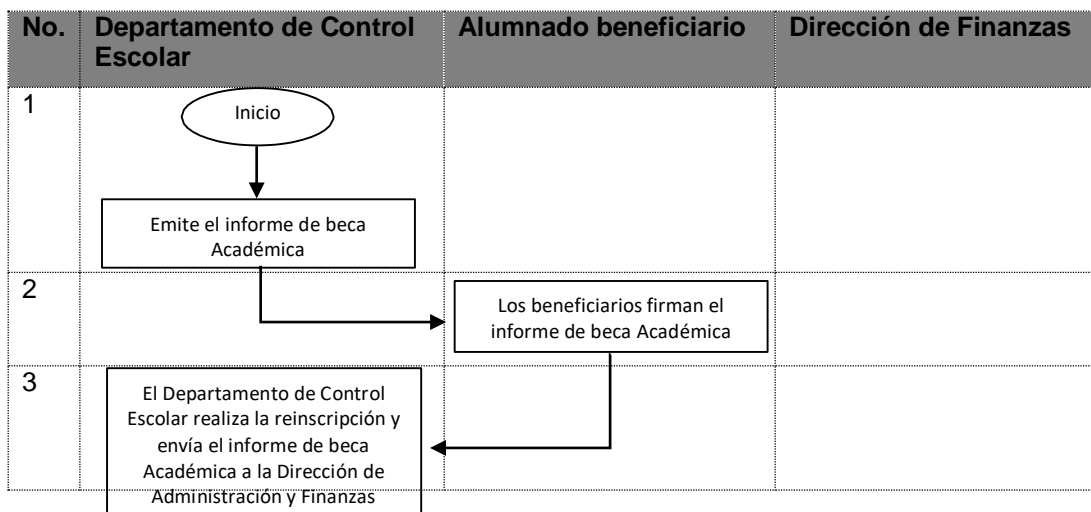 No.
Departamento de Control
Escolar
Alumnado beneficiario
Dirección de Finanzas
1
Inicio
Emite el informe de beca
Académica
2
Los beneficiarios firman el
informe de beca Académica
3
El Departamento de Control
Escolar realiza la reinscripción y
envía el informe de beca
Académica a la Dirección de
Administración y Finanzas